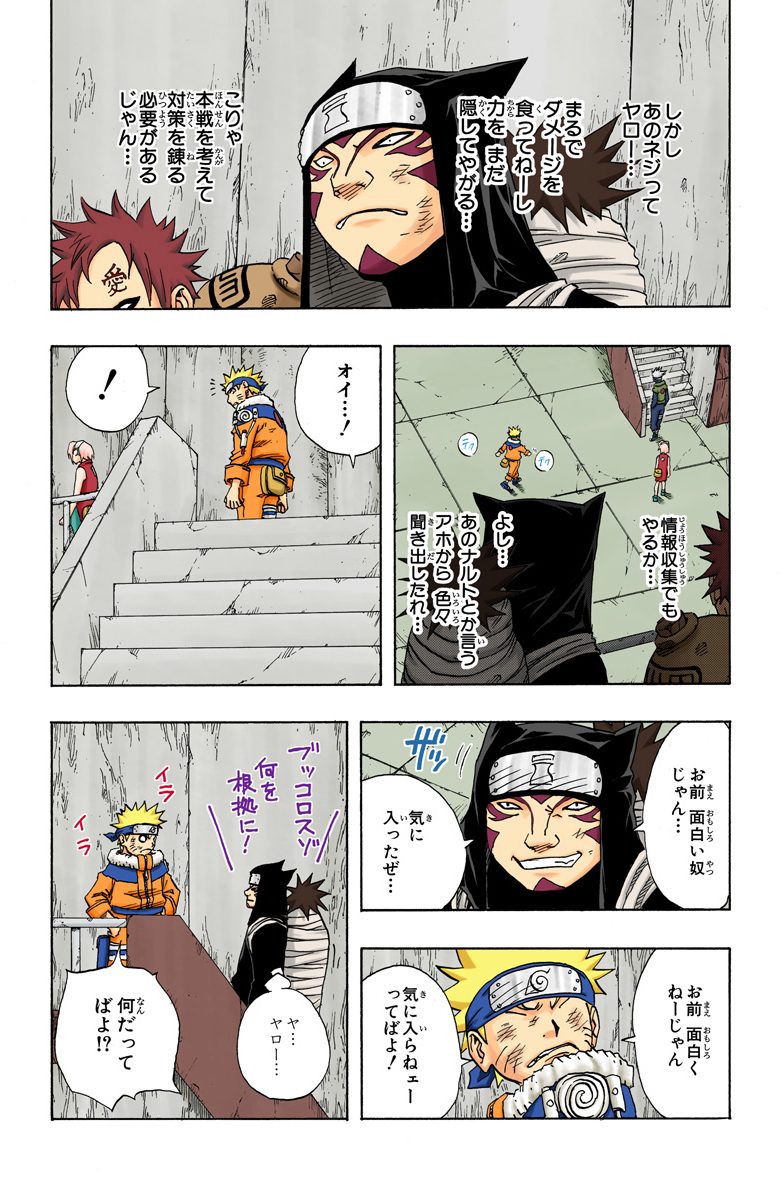 しかし
あのネジって
ヤロー…
まるで
ダメージを
食ってねーし
力を まだ
隠してやがる…
こりゃ
本戦を考えて
対策を錬る
必要がある
じゃん…
愛
情報収集でも
やるか…
よし…
あのナルトとか言う
アホから 色々
聞き出したれ…
テク
テク
オイ…！
！
お前 面白い奴
じゃん…
気に
入ったぜ…
ザッ
お前 面白く
ねーじゃん
気に入らねェー
ってばよ！
ブッコロスゾ
何を
根拠に！
イラ
イラ
ヤ…
ヤロー…
何だって
ばよ!?